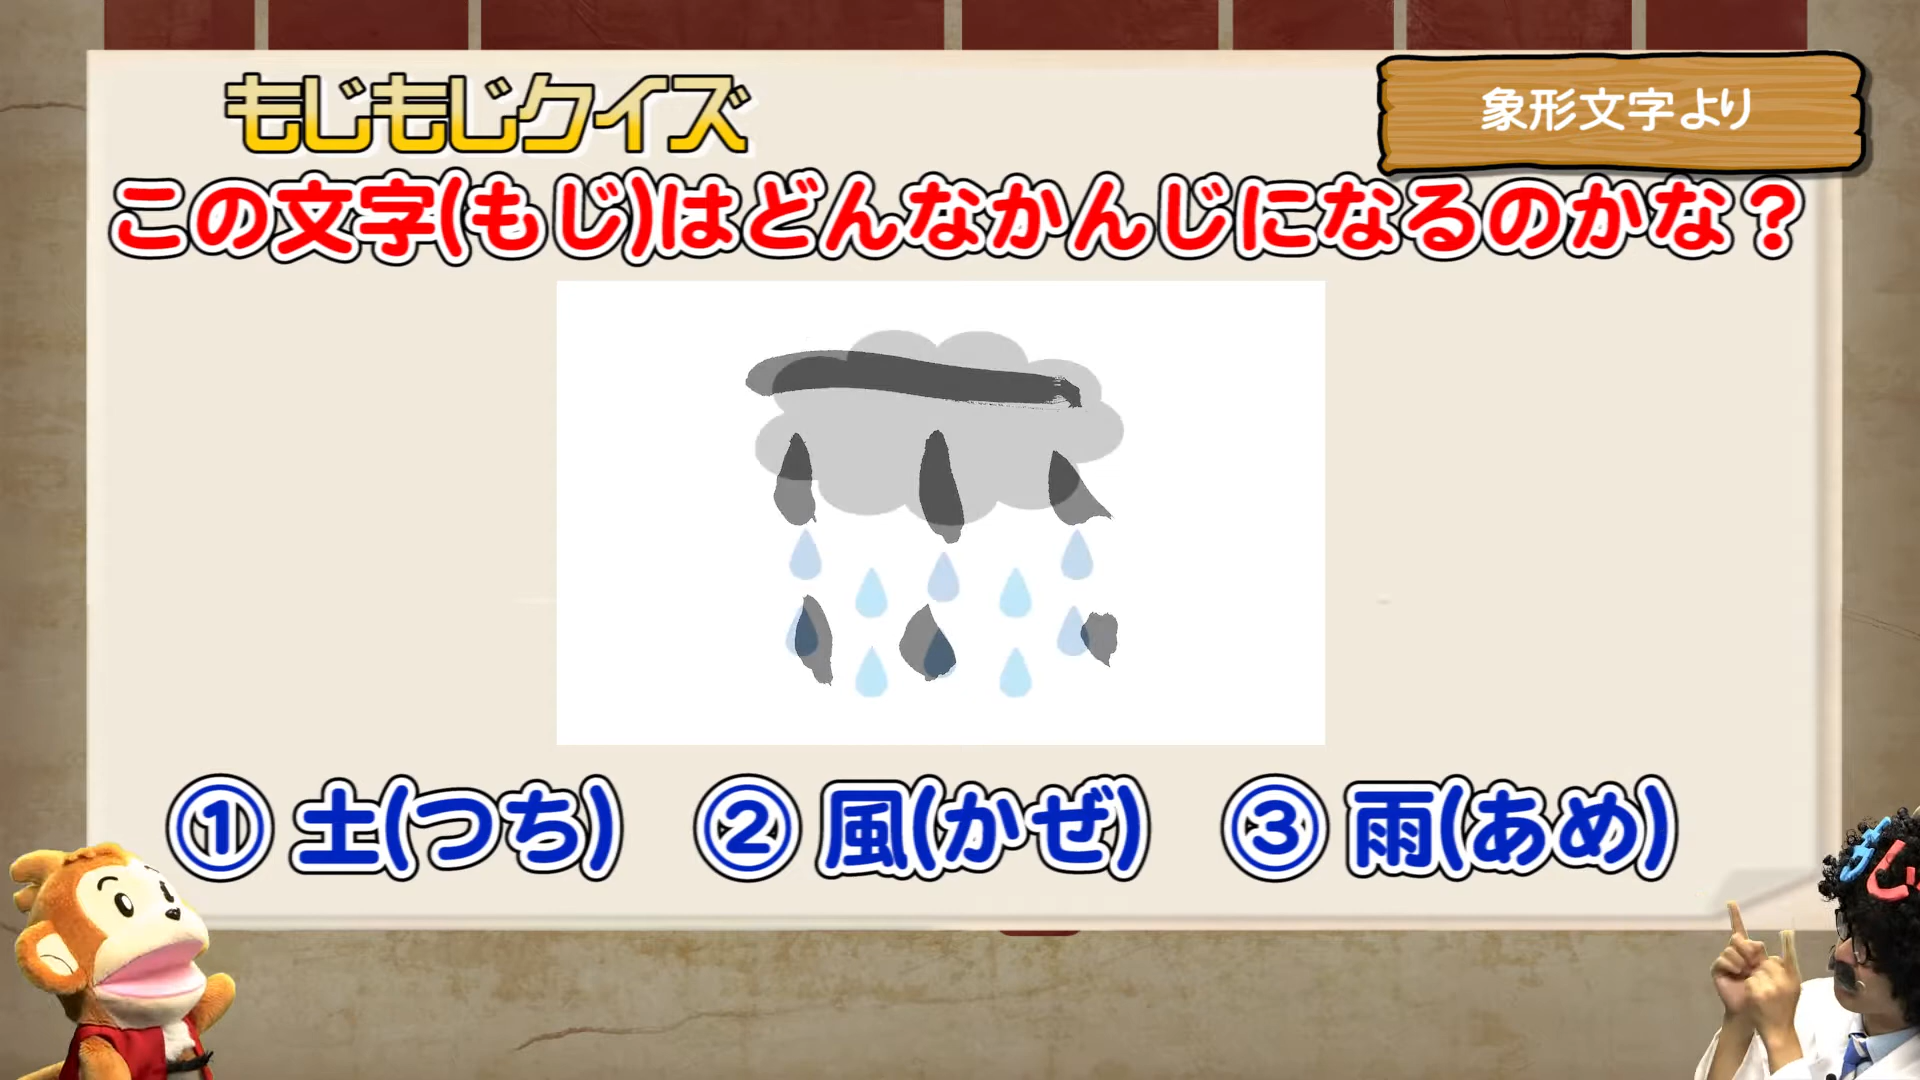 もじもじクイズ
象形文字より
この文字(もじ)はどんなかんじになるのかな？
① 土(つち) ② 風(かぜ) ③ 雨(あめ)